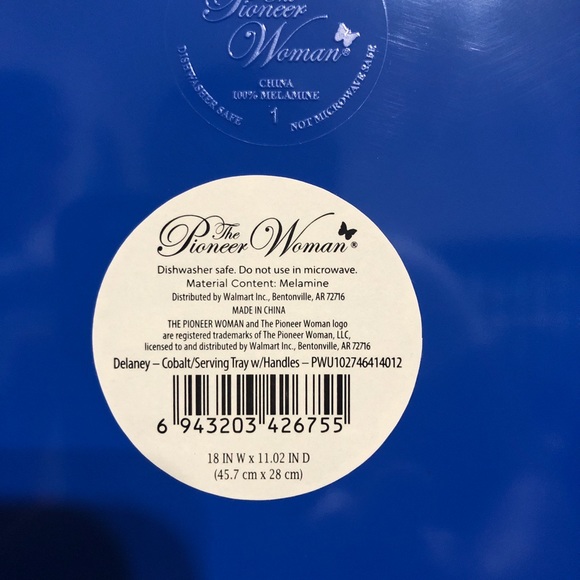 The
Pioneer
Woman®
DISHWASHER SAFE
CHINA
100% MELAMINE
1
NOT MICROWAVE SAFE
The
Pioneer Woman®
Dishwasher safe. Do not use in microwave.
Material Content: Melamine
Distributed by Walmart Inc., Bentonville, AR 72716
MADE IN CHINA
THE PIONEER WOMAN and The Pioneer Woman logo
are registered trademarks of The Pioneer Woman, LLC,
licensed to and distributed by Walmart Inc., Bentonville, AR 72716
Delaney – Cobalt/Serving Tray w/Handles – PWU102746414012
6 943203 426755
18 IN W x 11.02 IN D
(45.7 cm x 28 cm)